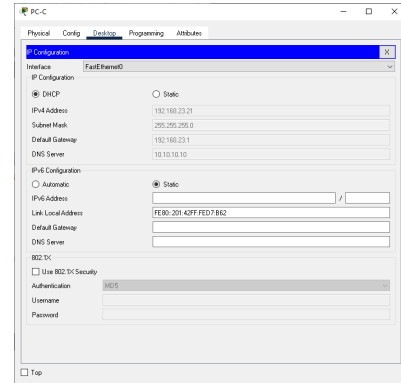 PC-C
Physical Config Desktop Programming Attributes
IP Configuration X
Interface FastEthernet0
IP Configuration
DHCP Static
IPv4 Address 192.168.23.21
Subnet Mask 255.255.255.0
Default Gateway 192.168.23.1
DNS Server 10.10.10.10
IPv6 Configuration
Automatic Static
IPv6 Address /
Link Local Address FE80::201:42FF:FED7:B62
Default Gateway
DNS Server
802.1X
Use 802.1X Security
Authentication MD5
Username
Password
Top